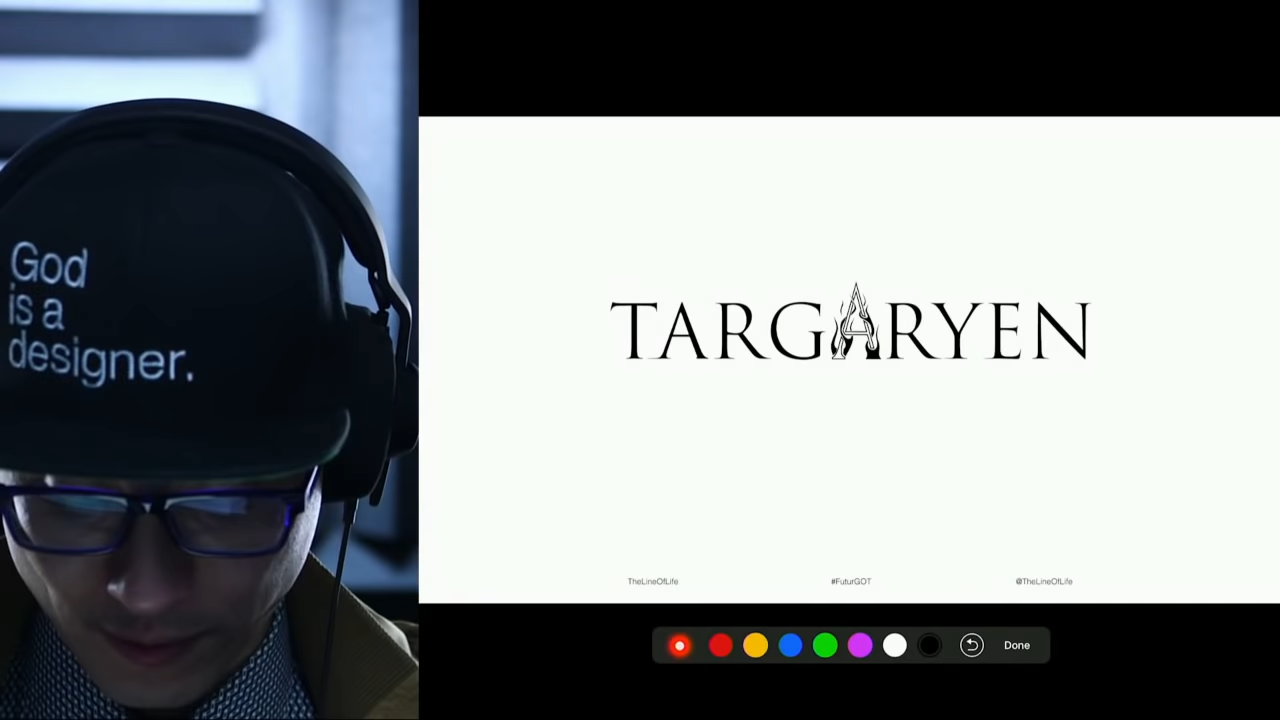 God
is a
designer.
TARGARYEN
TheLineOfLife #FuturGOT @TheLineOfLife
Done